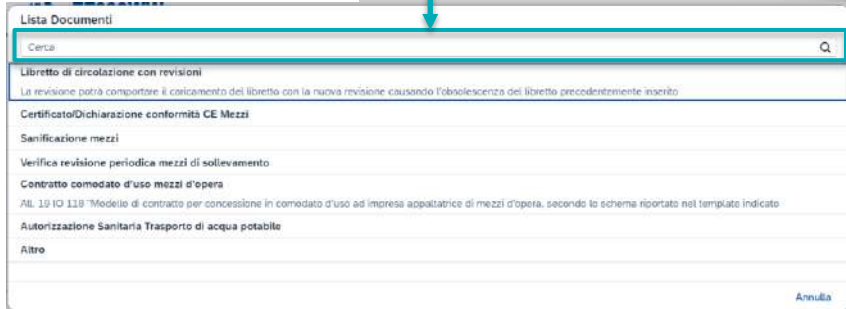 Lista Documenti
Cerca
Libretto di circolazione con revisioni
La revisione potrà comportare il caricamento del libretto con la nuova revisione causando l'obsolescenza del libretto precedentemente inserito
Certificato/Dichiarazione conformità CE Mezzi
Sanificazione mezzi
Verifica revisione periodica mezzi di sollevamento
Contratto comodato d'uso mezzi d'opera
All. 19 IO 118 "Modello di contratto per concessione in comodato d'uso ad impresa appaltatrice di mezzi d'opera, secondo lo schema riportato nel template indicato
Autorizzazione Sanitaria Trasporto di acqua potabile
Altro
Annulla